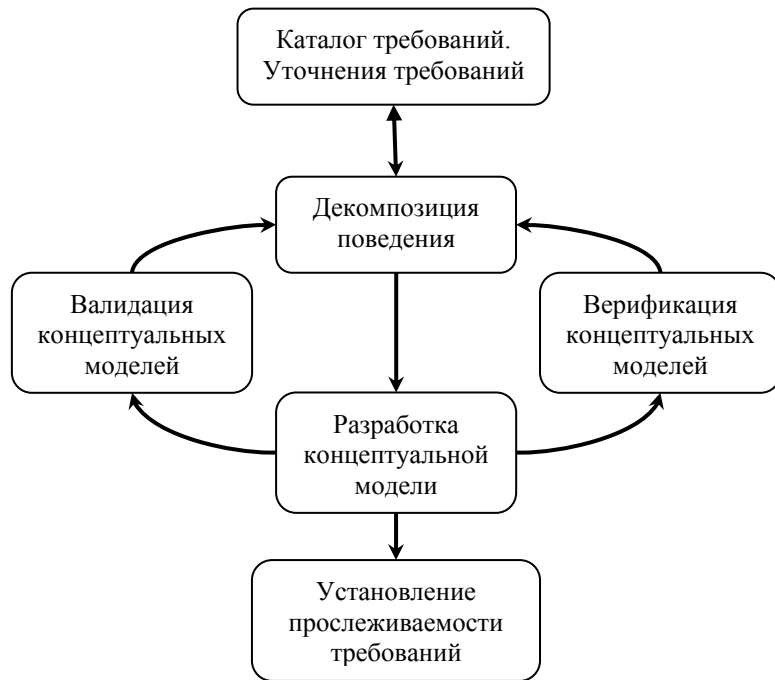 Каталог требований.
Уточнения требований
Декомпозиция
поведения
Валидация
концептуальных
моделей
Верификация
концептуальных
моделей
Разработка
концептуальной
модели
Установление
прослеживаемости
требований